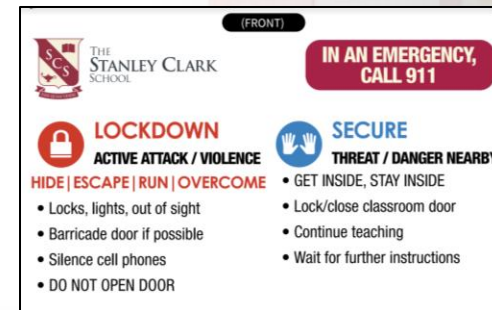 (FRONT)
SCS
THE
STANLEY CLARK
SCHOOL
IN AN EMERGENCY,
CALL 911
LOCKDOWN
ACTIVE ATTACK / VIOLENCE
HIDE | ESCAPE | RUN | OVERCOME
• Locks, lights, out of sight
• Barricade door if possible
• Silence cell phones
• DO NOT OPEN DOOR
SECURE
THREAT / DANGER NEARBY
• GET INSIDE, STAY INSIDE
• Lock/close classroom door
• Continue teaching
• Wait for further instructions